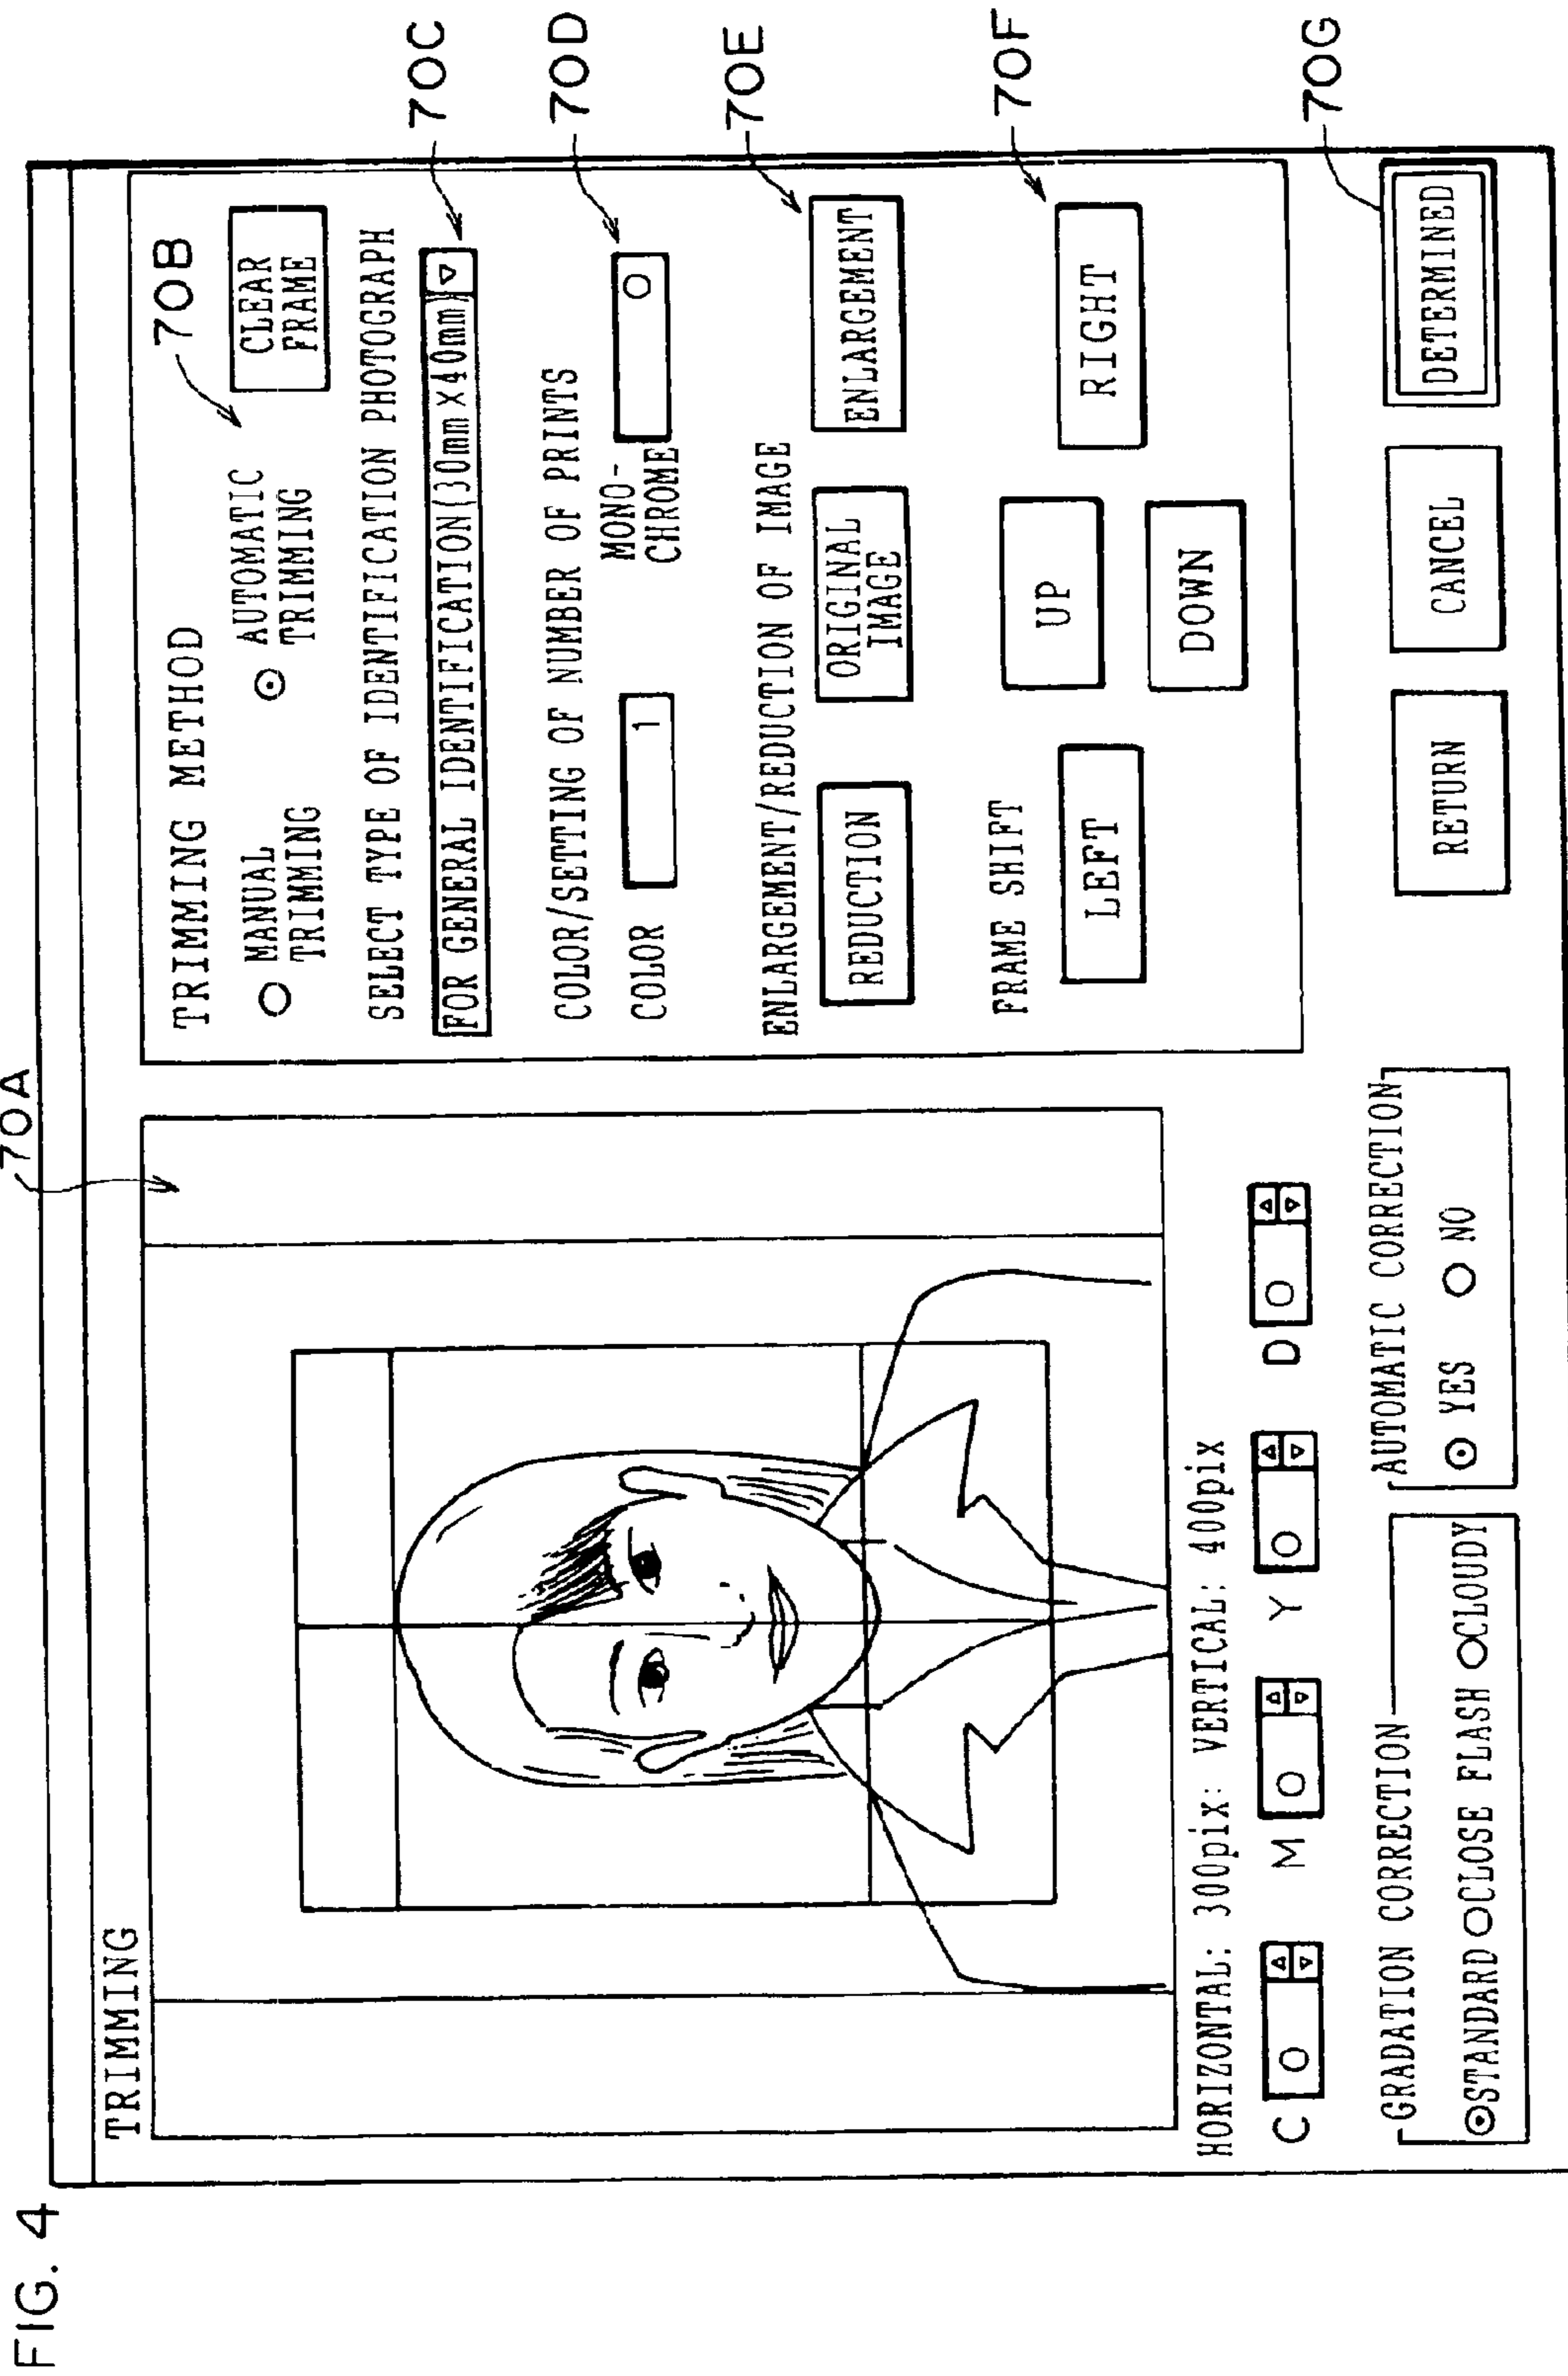 FIG. 4
70A
TRIMMING
HORIZONTAL: 300pix: VERTICAL: 400pix
C 0 M 0 Y 0 D 0
GRADATION CORRECTION
STANDARD CLOSE FLASH CLOUDY
AUTOMATIC CORRECTION
YES NO
TRIMMING METHOD
70B
MANUAL
TRIMMING
AUTOMATIC
TRIMMING
CLEAR
FRAME
SELECT TYPE OF IDENTIFICATION PHOTOGRAPH
FOR GENERAL IDENTIFICATION(30mm×40mm)
70C
COLOR/SETTING OF NUMBER OF PRINTS
COLOR 1
MONO-
CHROME
0
70D
ENLARGEMENT/REDUCTION OF IMAGE
REDUCTION
ORIGINAL
IMAGE
ENLARGEMENT
70E
FRAME SHIFT
LEFT
UP
DOWN
RIGHT
70F
RETURN
CANCEL
DETERMINED
70G